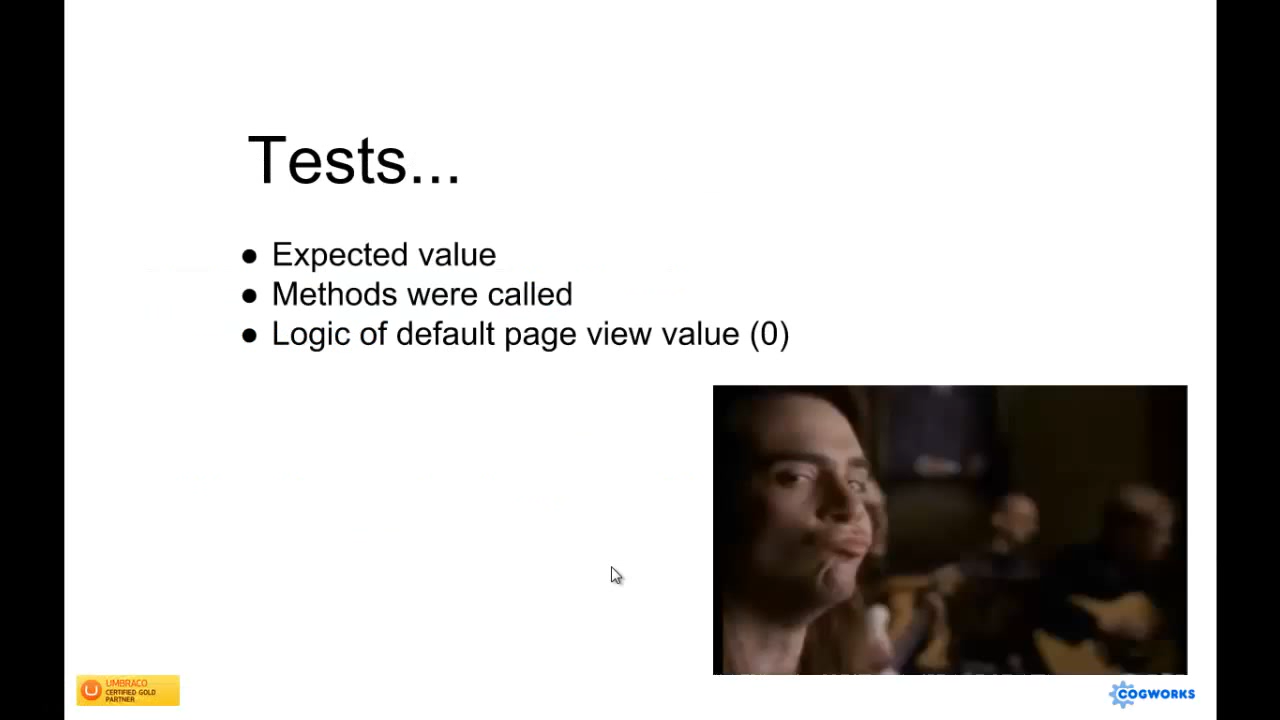 Tests...
● Expected value
● Methods were called
● Logic of default page view value (0)
UMBRACO
CERTIFIED GOLD
PARTNER
COGWORKS